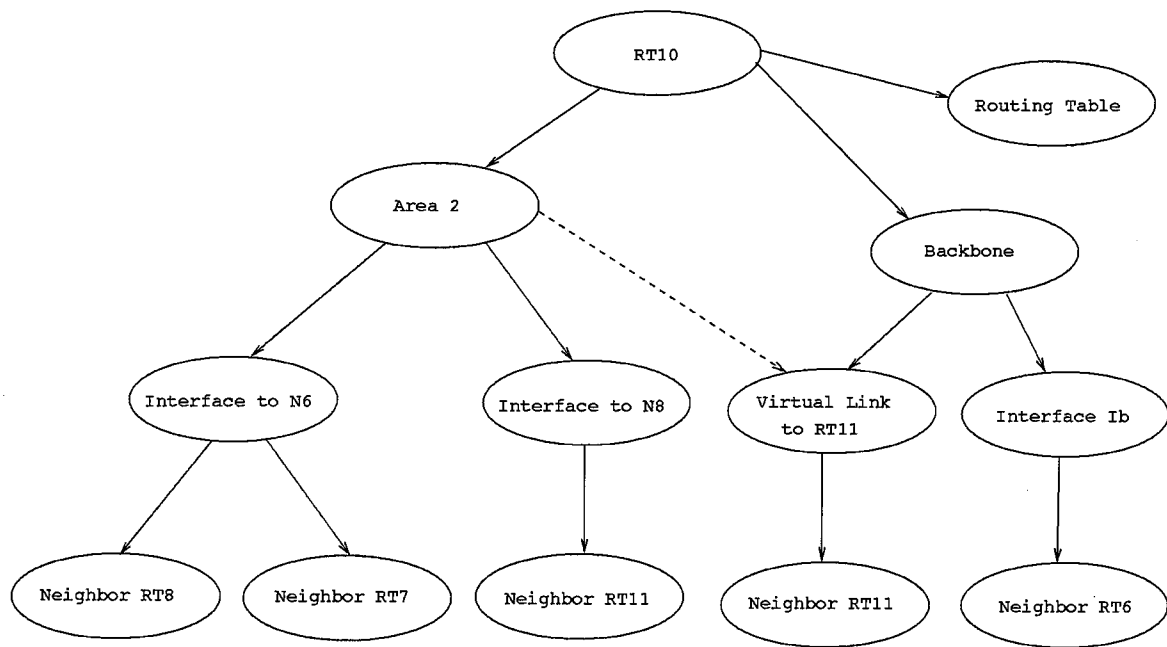 RT10
Routing Table
Area 2
Backbone
Interface to N6
Interface to N8
Virtual Link
to RT11
Interface Ib
Neighbor RT8
Neighbor RT7
Neighbor RT11
Neighbor RT11
Neighbor RT6